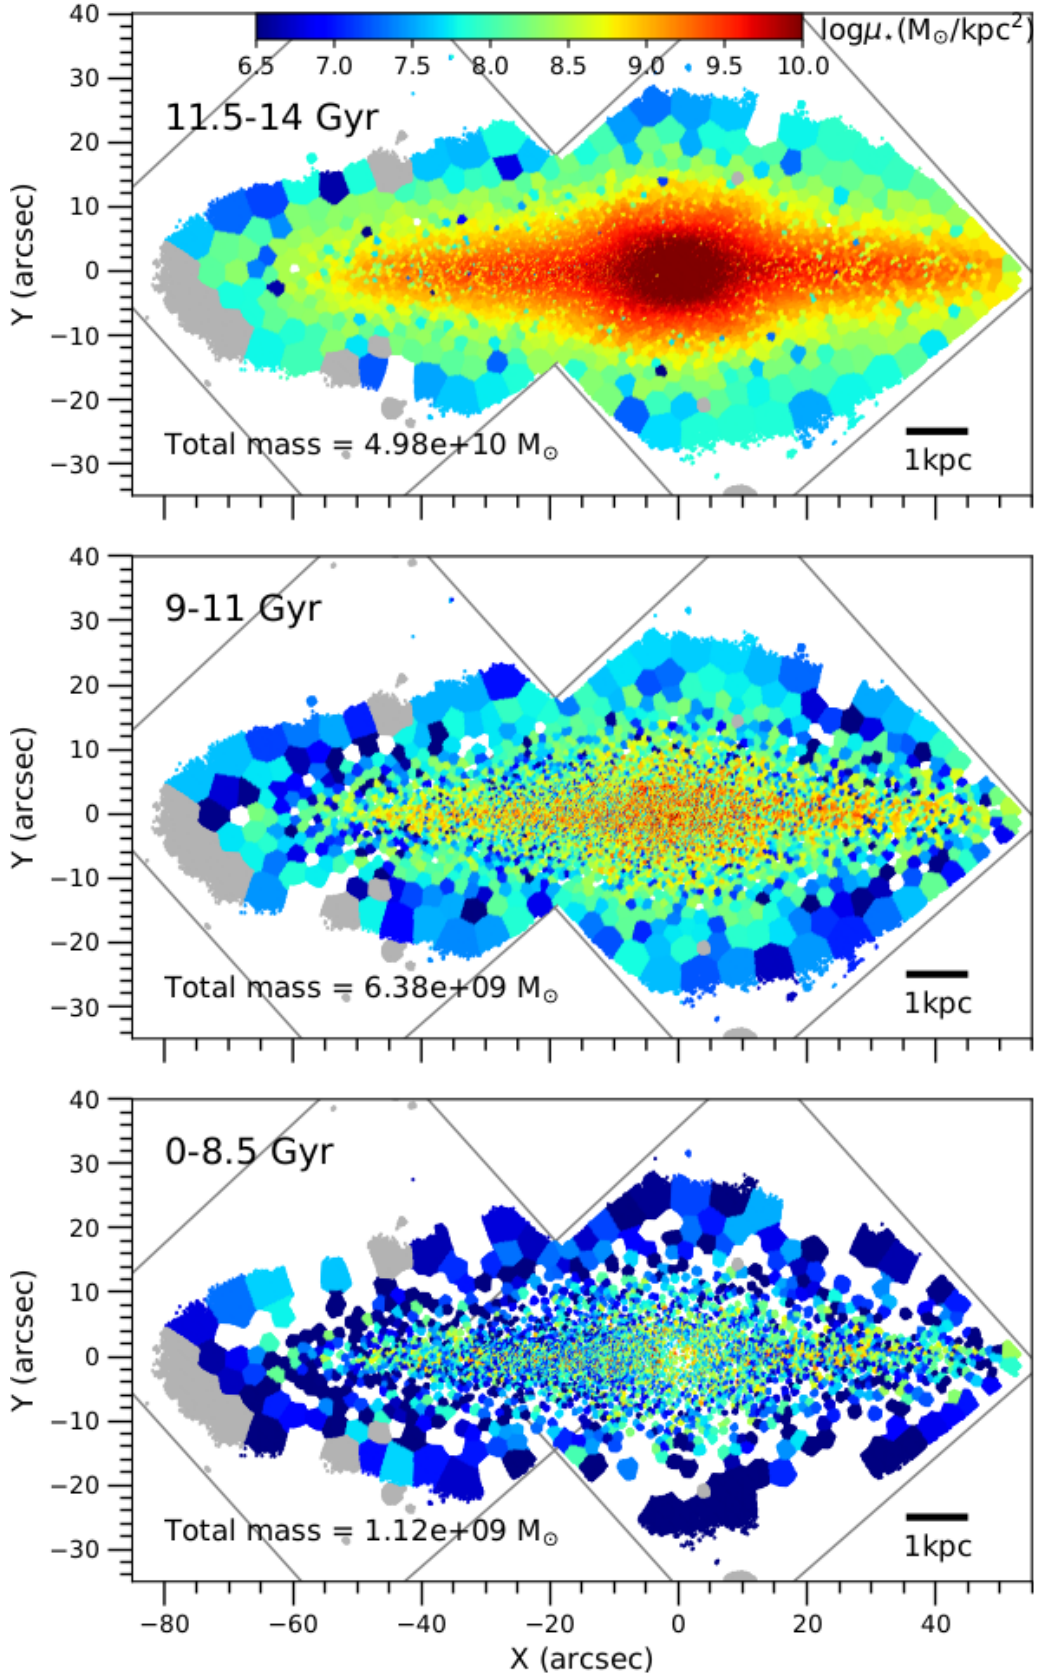 40
30
20
10
0
−10
−20
−30
Y (arcsec)
6.5 7.0 7.5 8.0 8.5 9.0 9.5 10.0
logμ⋆(M⊙/kpc²)
11.5-14 Gyr
Total mass = 4.98e+10 M⊙
1kpc
40
30
20
10
0
−10
−20
−30
Y (arcsec)
9-11 Gyr
Total mass = 6.38e+09 M⊙
1kpc
40
30
20
10
0
−10
−20
−30
Y (arcsec)
0-8.5 Gyr
Total mass = 1.12e+09 M⊙
1kpc
−80 −60 −40 −20 0 20 40
X (arcsec)